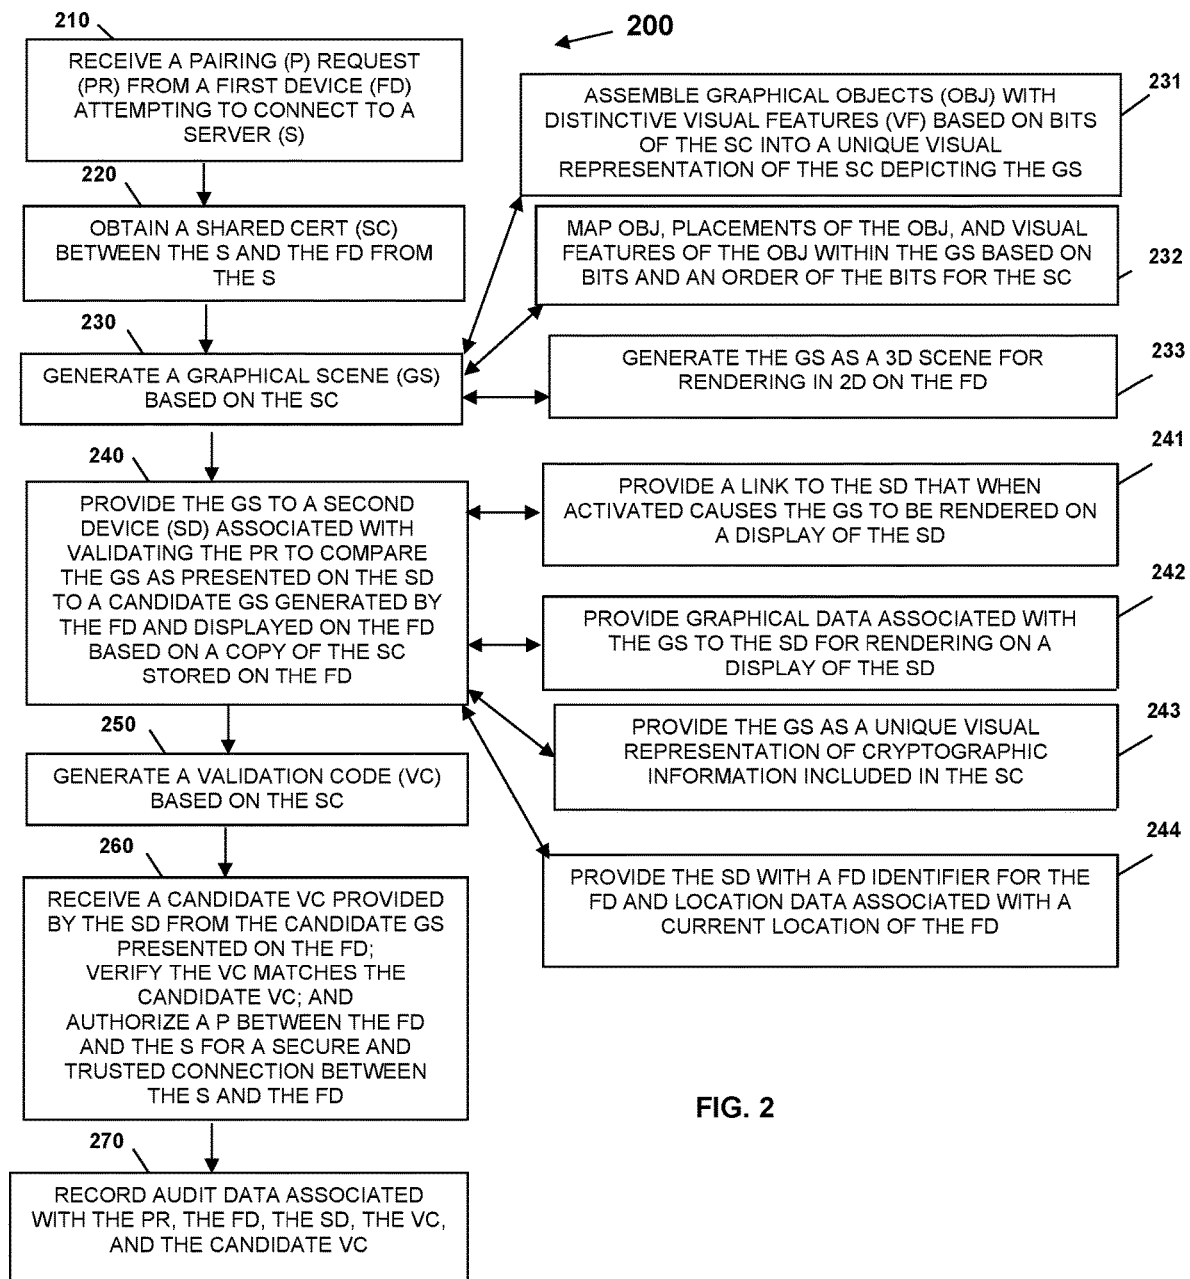 200
210
RECEIVE A PAIRING (P) REQUEST
(PR) FROM A FIRST DEVICE (FD)
ATTEMPTING TO CONNECT TO A
SERVER (S)
220
OBTAIN A SHARED CERT (SC)
BETWEEN THE S AND THE FD FROM
THE S
230
GENERATE A GRAPHICAL SCENE (GS)
BASED ON THE SC
231
ASSEMBLE GRAPHICAL OBJECTS (OBJ) WITH
DISTINCTIVE VISUAL FEATURES (VF) BASED ON BITS
OF THE SC INTO A UNIQUE VISUAL
REPRESENTATION OF THE SC DEPICTING THE GS
232
MAP OBJ, PLACEMENTS OF THE OBJ, AND VISUAL
FEATURES OF THE OBJ WITHIN THE GS BASED ON
BITS AND AN ORDER OF THE BITS FOR THE SC
233
GENERATE THE GS AS A 3D SCENE FOR
RENDERING IN 2D ON THE FD
240
PROVIDE THE GS TO A SECOND
DEVICE (SD) ASSOCIATED WITH
VALIDATING THE PR TO COMPARE
THE GS AS PRESENTED ON THE SD
TO A CANDIDATE GS GENERATED BY
THE FD AND DISPLAYED ON THE FD
BASED ON A COPY OF THE SC
STORED ON THE FD
241
PROVIDE A LINK TO THE SD THAT WHEN
ACTIVATED CAUSES THE GS TO BE RENDERED ON
A DISPLAY OF THE SD
242
PROVIDE GRAPHICAL DATA ASSOCIATED WITH
THE GS TO THE SD FOR RENDERING ON A
DISPLAY OF THE SD
243
PROVIDE THE GS AS A UNIQUE VISUAL
REPRESENTATION OF CRYPTOGRAPHIC
INFORMATION INCLUDED IN THE SC
244
PROVIDE THE SD WITH A FD IDENTIFIER FOR THE
FD AND LOCATION DATA ASSOCIATED WITH A
CURRENT LOCATION OF THE FD
250
GENERATE A VALIDATION CODE (VC)
BASED ON THE SC
260
RECEIVE A CANDIDATE VC PROVIDED
BY THE SD FROM THE CANDIDATE GS
PRESENTED ON THE FD;
VERIFY THE VC MATCHES THE
CANDIDATE VC; AND
AUTHORIZE A P BETWEEN THE FD
AND THE S FOR A SECURE AND
TRUSTED CONNECTION BETWEEN
THE S AND THE FD
270
RECORD AUDIT DATA ASSOCIATED
WITH THE PR, THE FD, THE SD, THE VC,
AND THE CANDIDATE VC
FIG. 2